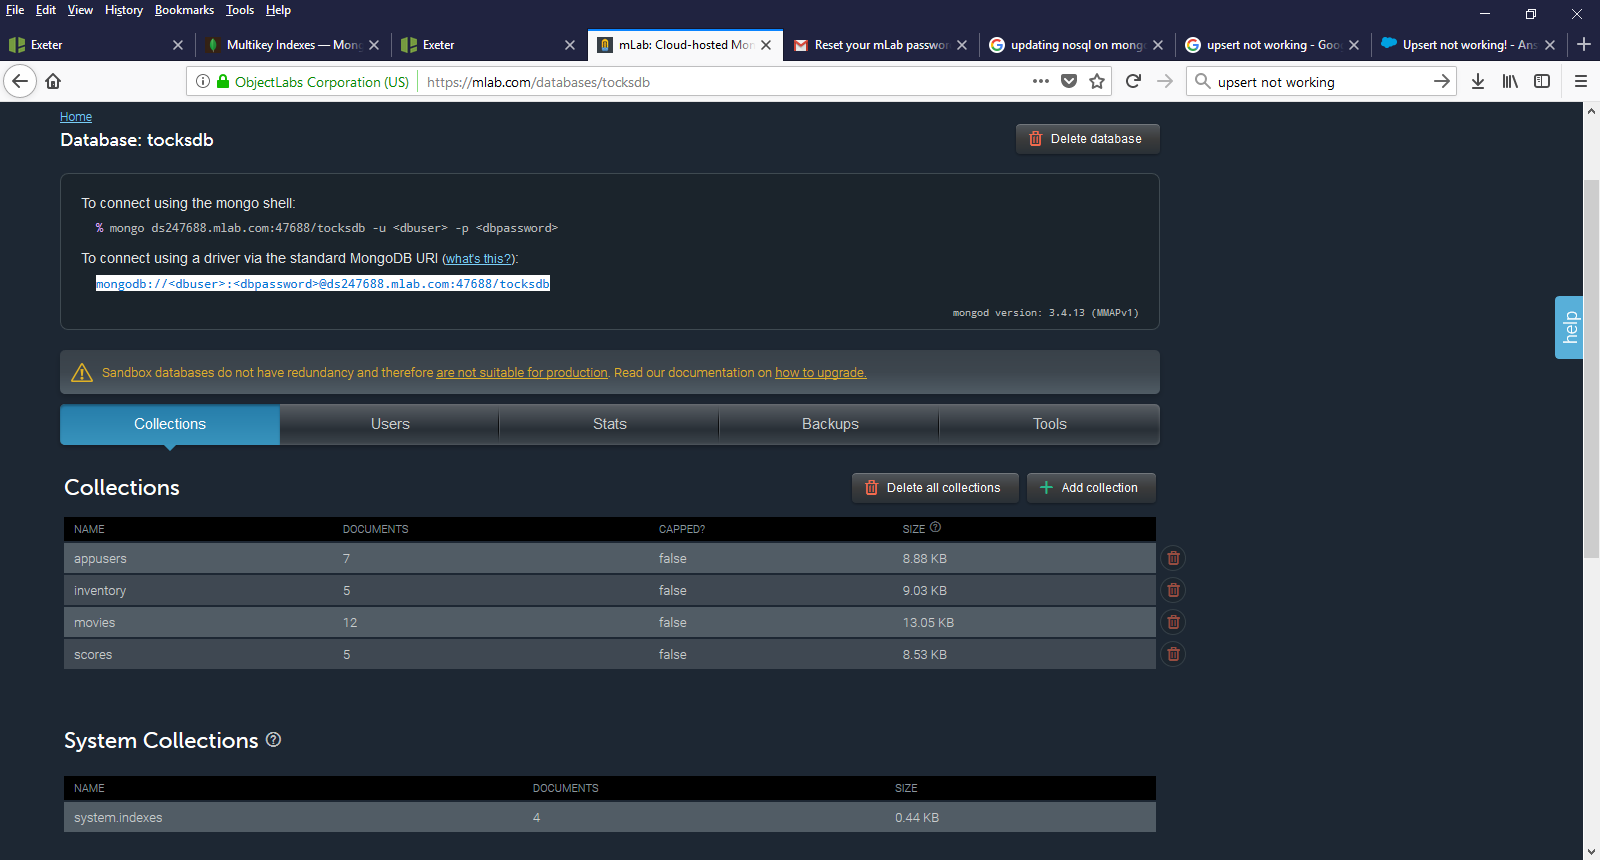 File Edit View History Bookmarks Tools Help
Exeter
Multikey Indexes — Mon
Exeter
mLab: Cloud-hosted Mon
Reset your mLab passwo
updating nosql on mong
upsert not working - Goo
Upsert not working! - Ans
ObjectLabs Corporation (US)
https://mlab.com/databases/tocksdb
upsert not working
Home
Database: tocksdb
Delete database
To connect using the mongo shell:
% mongo ds247688.mlab.com:47688/tocksdb -u <dbuser> -p <dbpassword>
To connect using a driver via the standard MongoDB URI (what's this?):
mongodb://<dbuser>:<dbpassword>@ds247688.mlab.com:47688/tocksdb
mongod version: 3.4.13 (MMAPv1)
help
Sandbox databases do not have redundancy and therefore are not suitable for production. Read our documentation on how to upgrade.
Collections Users Stats Backups Tools
Collections
Delete all collections
Add collection
NAME DOCUMENTS CAPPED? SIZE ?
appusers 7 false 8.88 KB
inventory 5 false 9.03 KB
movies 12 false 13.05 KB
scores 5 false 8.53 KB
System Collections ?
NAME DOCUMENTS SIZE
system.indexes 4 0.44 KB